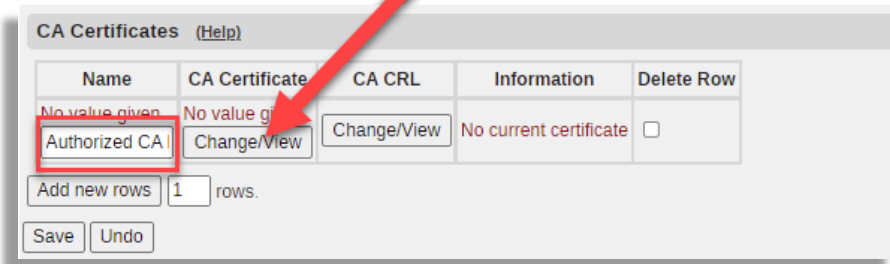 CA Certificates (Help)
Name CA Certificate CA CRL Information Delete Row
No value given No value
Authorized CA Change/View Change/View No current certificate
Add new rows 1 rows.
Save Undo